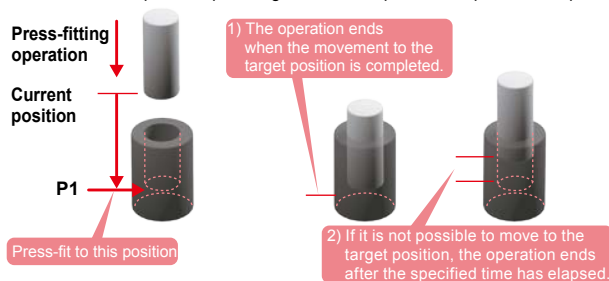 Press-fitting
operation
Current
position
P1
Press-fit to this position
1) The operation ends
when the movement to the
target position is completed.
2) If it is not possible to move to the
target position, the operation ends
after the specified time has elapsed.